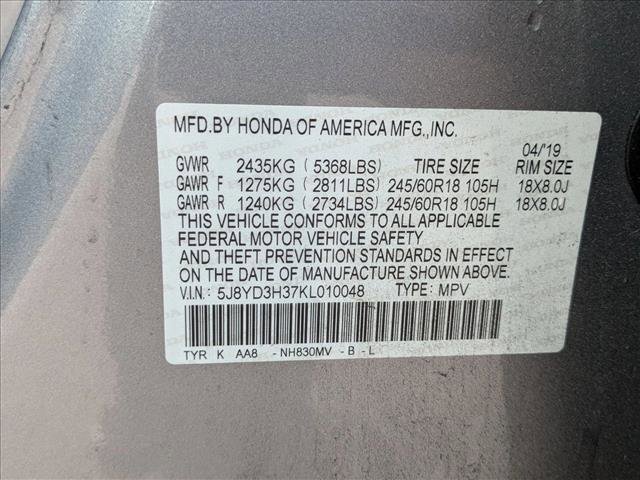 MFD.BY HONDA OF AMERICA MFG.,INC.
04/'19
GVWR 2435KG ( 5368LBS) TIRE SIZE RIM SIZE
GAWR F 1275KG ( 2811LBS) 245/60R18 105H 18X8.0J
GAWR R 1240KG ( 2734LBS) 245/60R18 105H 18X8.0J
THIS VEHICLE CONFORMS TO ALL APPLICABLE
FEDERAL MOTOR VEHICLE SAFETY
AND THEFT PREVENTION STANDARDS IN EFFECT
ON THE DATE OF MANUFACTURE SHOWN ABOVE.
V.I.N: 5J8YD3H37KL010048 TYPE: MPV
TYR K AA8 -NH830MV -B -L